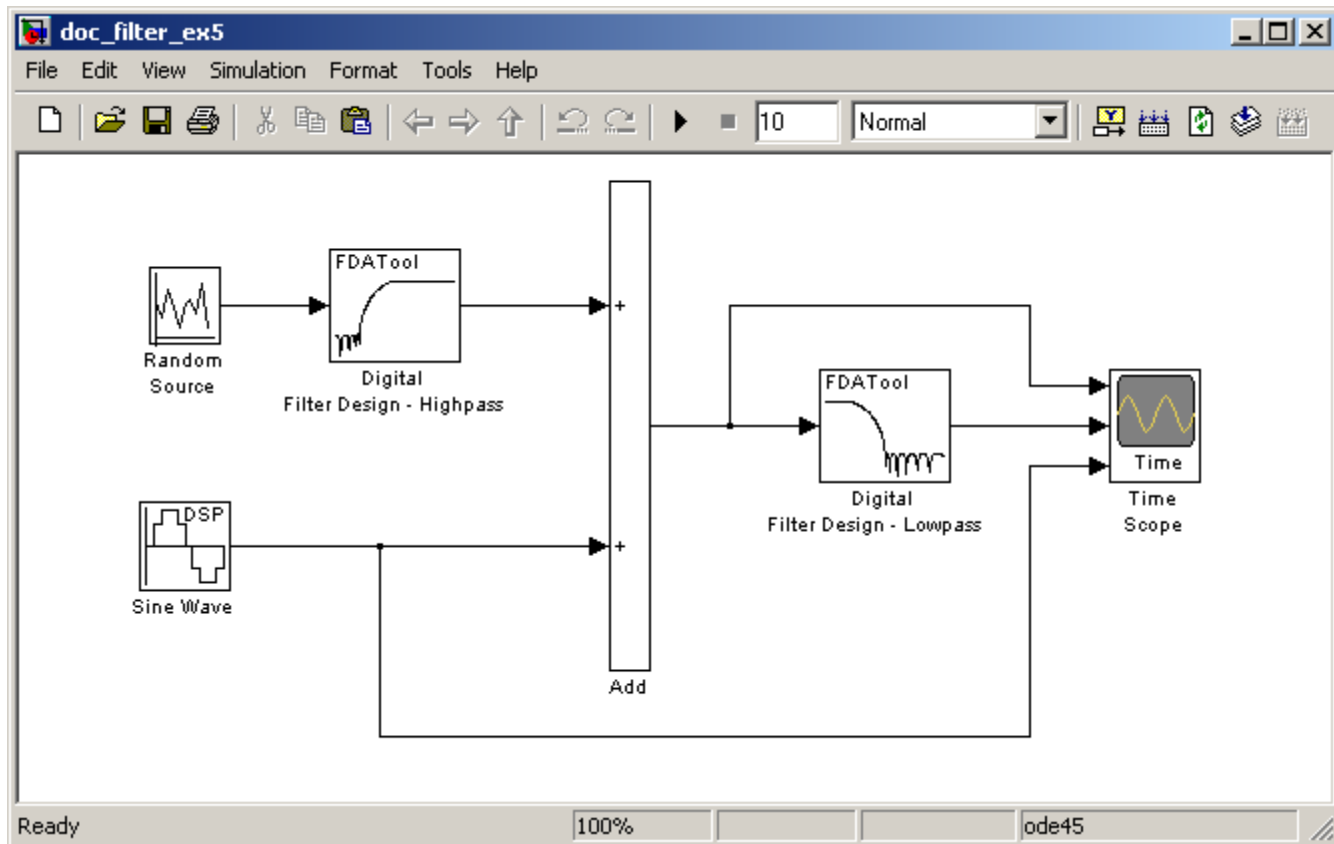 doc_filter_ex5
File Edit View Simulation Format Tools Help
10 Normal
FDATool
Random
Source
Digital
Filter Design - Highpass
+
FDATool
Digital
Filter Design - Lowpass
Time
Time
Scope
DSP
Sine Wave
+
Add
Ready 100% ode45